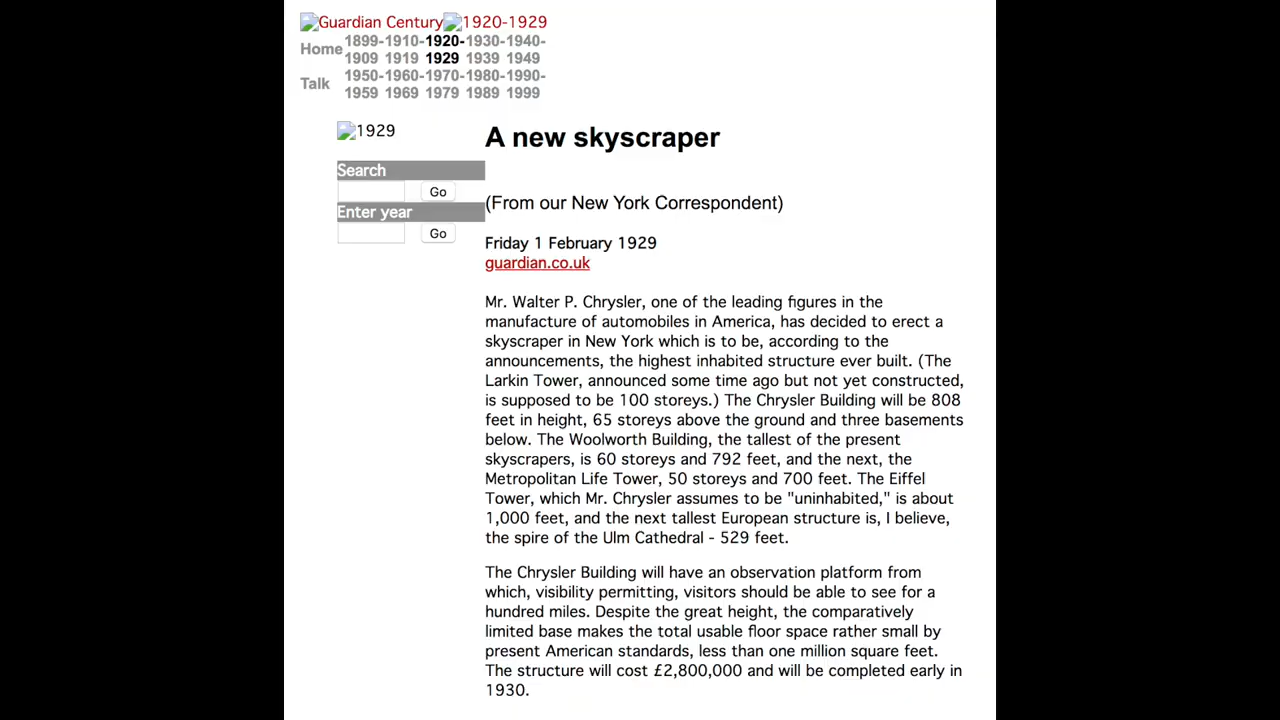 Guardian Century 1920-1929
Home 1899-1909 1910-1919 1920-1929 1930-1939 1940-1949
Talk 1950-1959 1960-1969 1970-1979 1980-1989 1990-1999
1929
Search
Go
Enter year
Go
A new skyscraper
(From our New York Correspondent)
Friday 1 February 1929
guardian.co.uk
Mr. Walter P. Chrysler, one of the leading figures in the
manufacture of automobiles in America, has decided to erect a
skyscraper in New York which is to be, according to the
announcements, the highest inhabited structure ever built. (The
Larkin Tower, announced some time ago but not yet constructed,
is supposed to be 100 storeys.) The Chrysler Building will be 808
feet in height, 65 storeys above the ground and three basements
below. The Woolworth Building, the tallest of the present
skyscrapers, is 60 storeys and 792 feet, and the next, the
Metropolitan Life Tower, 50 storeys and 700 feet. The Eiffel
Tower, which Mr. Chrysler assumes to be "uninhabited," is about
1,000 feet, and the next tallest European structure is, I believe,
the spire of the Ulm Cathedral - 529 feet.
The Chrysler Building will have an observation platform from
which, visibility permitting, visitors should be able to see for a
hundred miles. Despite the great height, the comparatively
limited base makes the total usable floor space rather small by
present American standards, less than one million square feet.
The structure will cost £2,800,000 and will be completed early in
1930.